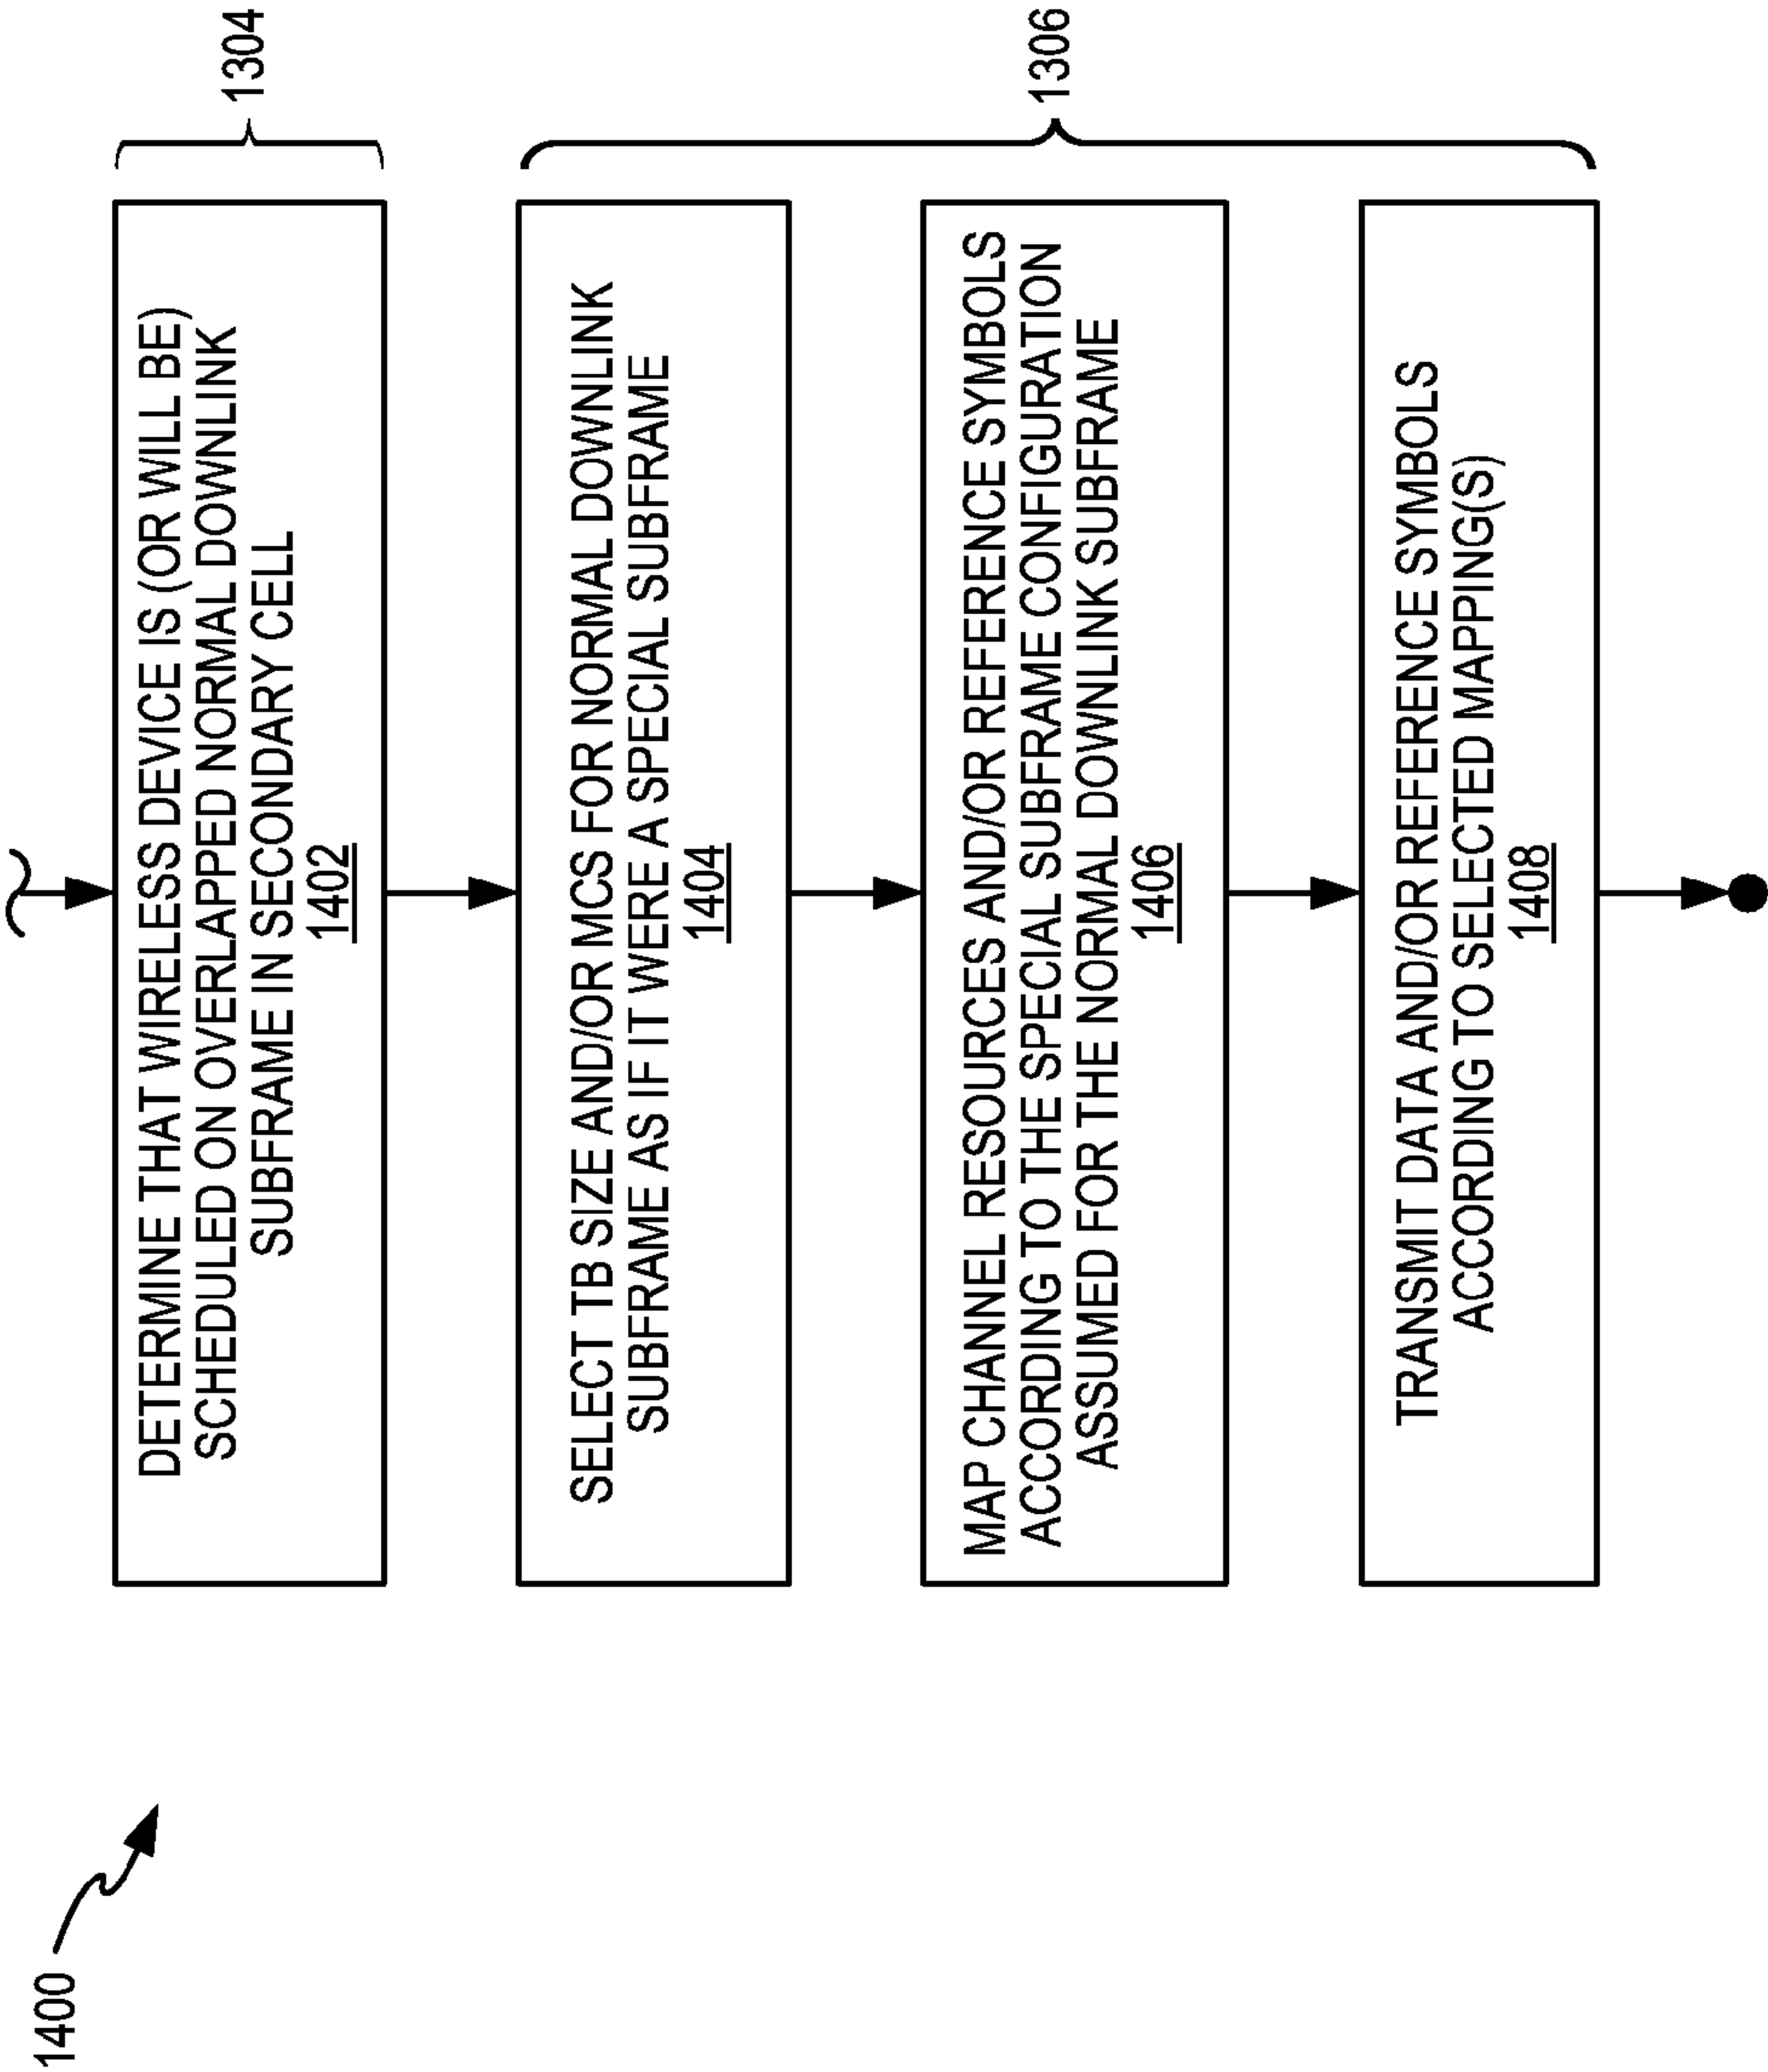 1400
DETERMINE THAT WIRELESS DEVICE IS (OR WILL BE)
SCHEDULED ON OVERLAPPED NORMAL DOWNLINK
SUBFRAME IN SECONDARY CELL
1402
1304
SELECT TB SIZE AND/OR MCS FOR NORMAL DOWNLINK
SUBFRAME AS IF IT WERE A SPECIAL SUBFRAME
1404
MAP CHANNEL RESOURCES AND/OR REFERENCE SYMBOLS
ACCORDING TO THE SPECIAL SUBFRAME CONFIGURATION
ASSUMED FOR THE NORMAL DOWNLINK SUBFRAME
1406
1306
TRANSMIT DATA AND/OR REFERENCE SYMBOLS
ACCORDING TO SELECTED MAPPING(S)
1408